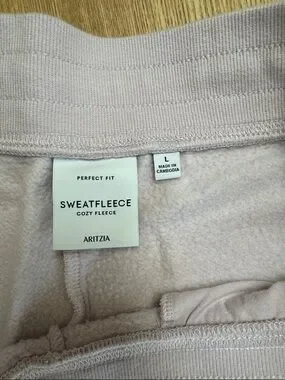 PERFECT FIT
SWEATFLEECE
COZY FLEECE
ARITZIA
L
MADE IN
CAMBODIA